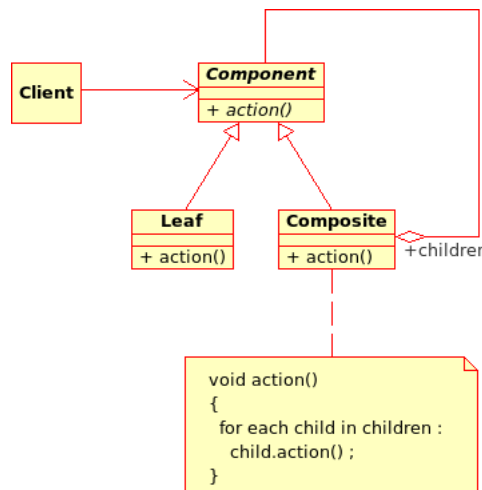 Component
Client
+ action()
Leaf
Composite
+ action()
+ action()
+children
void action()
{
for each child in children :
child.action() ;
}